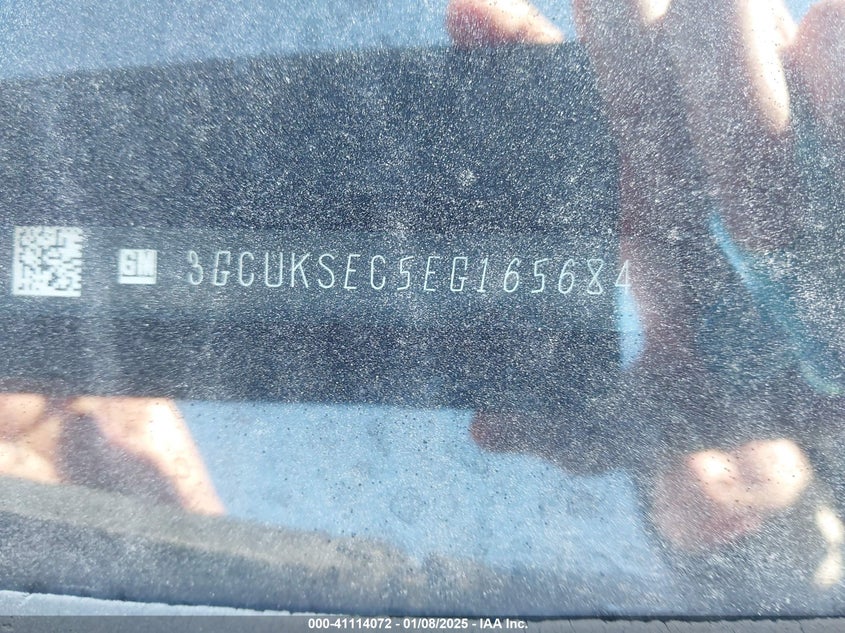 GM 3GCUKSEC5EG165684
000-41114072 — 01/08/2025 — IAA Inc.